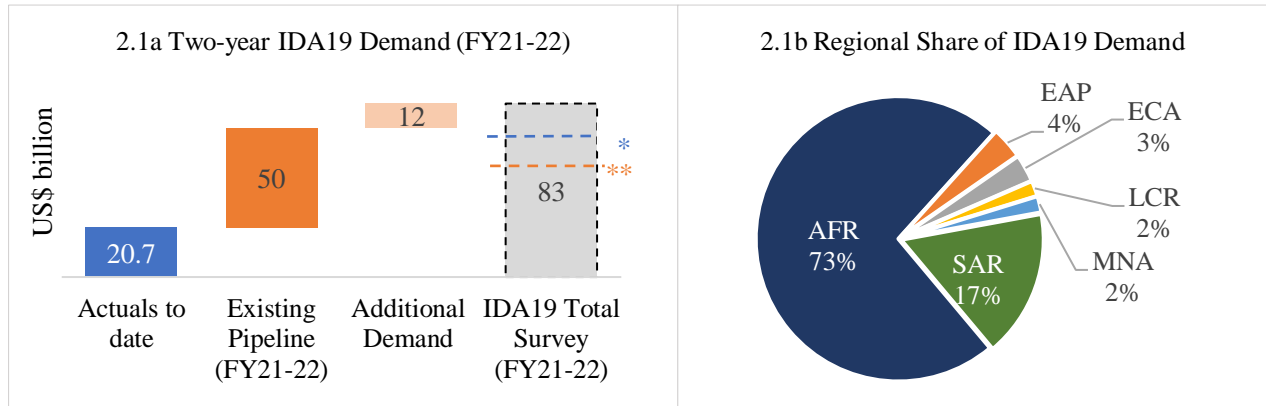 2.1a Two-year IDA19 Demand (FY21-22)
US$ billion
20.7
50
12
83
*
**
Actuals to
date
Existing
Pipeline
(FY21-22)
Additional
Demand
IDA19 Total
Survey
(FY21-22)
2.1b Regional Share of IDA19 Demand
AFR
73%
EAP
4%
ECA
3%
LCR
2%
MNA
2%
SAR
17%